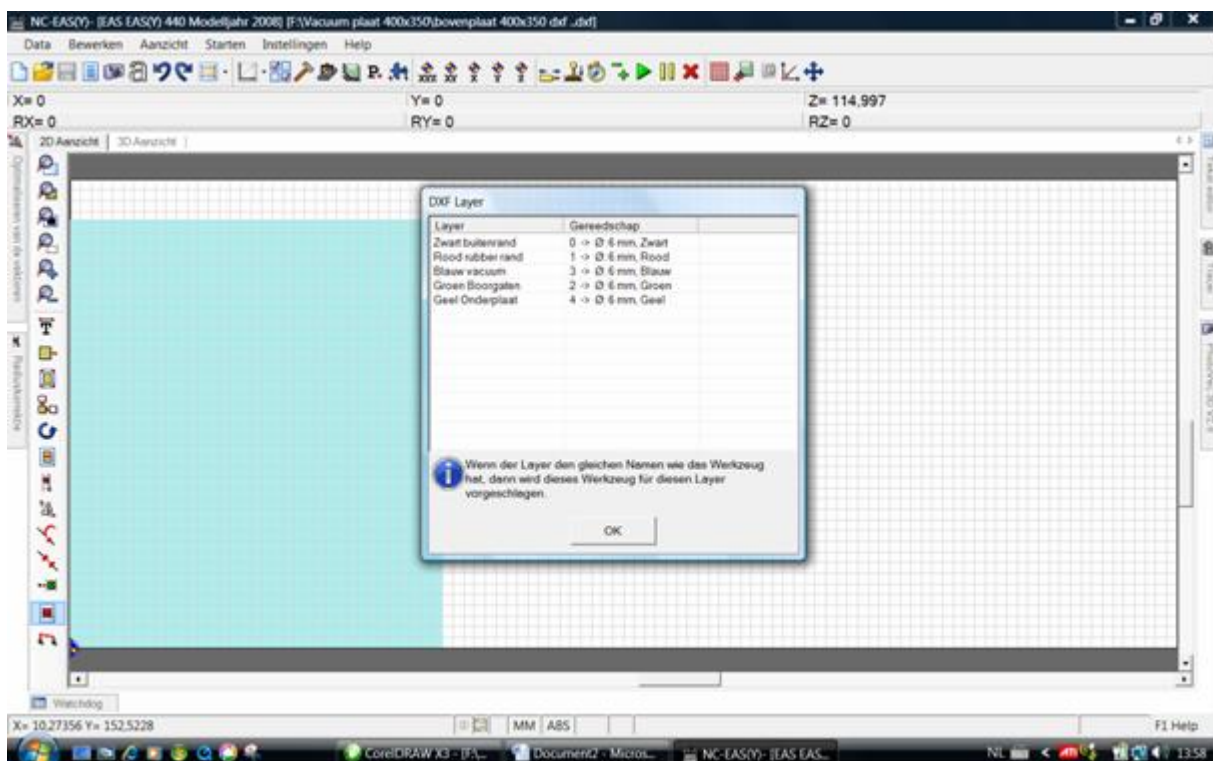 NC-EAS(Y)- [EAS EAS(Y) 440 Modelljahr 2008] [F:\Vacuum plaat 400x350\bovenplaat 400x350 dxf ..dxf]
Data Bewerken Aanzicht Starten Instellingen Help
X= 0 Y= 0 Z= 114,997
RX= 0 RY= 0 RZ= 0
2D Aanzicht 3D Aanzicht
DXF Layer
Layer Gereedschap
Zwart buitenrand 0 -> Ø 6 mm, Zwart
Rood rubber rand 1 -> Ø 6 mm, Rood
Blauw vacuum 3 -> Ø 6 mm, Blauw
Groen Boorgaten 2 -> Ø 6 mm, Groen
Geel Onderplaat 4 -> Ø 6 mm, Geel
Wenn der Layer den gleichen Namen wie das Werkzeug
hat, dann wird dieses Werkzeug für diesen Layer
vorgeschlagen.
OK
Optimaliseren van de vektoren
Radiuskorrektie
Watchdog
X= 10,27356 Y= 152,5228 MM ABS F1 Help
CorelDRAW X3 - [F:\... Document2 - Micros... NC-EAS(Y)- [EAS EAS... NL 13:58